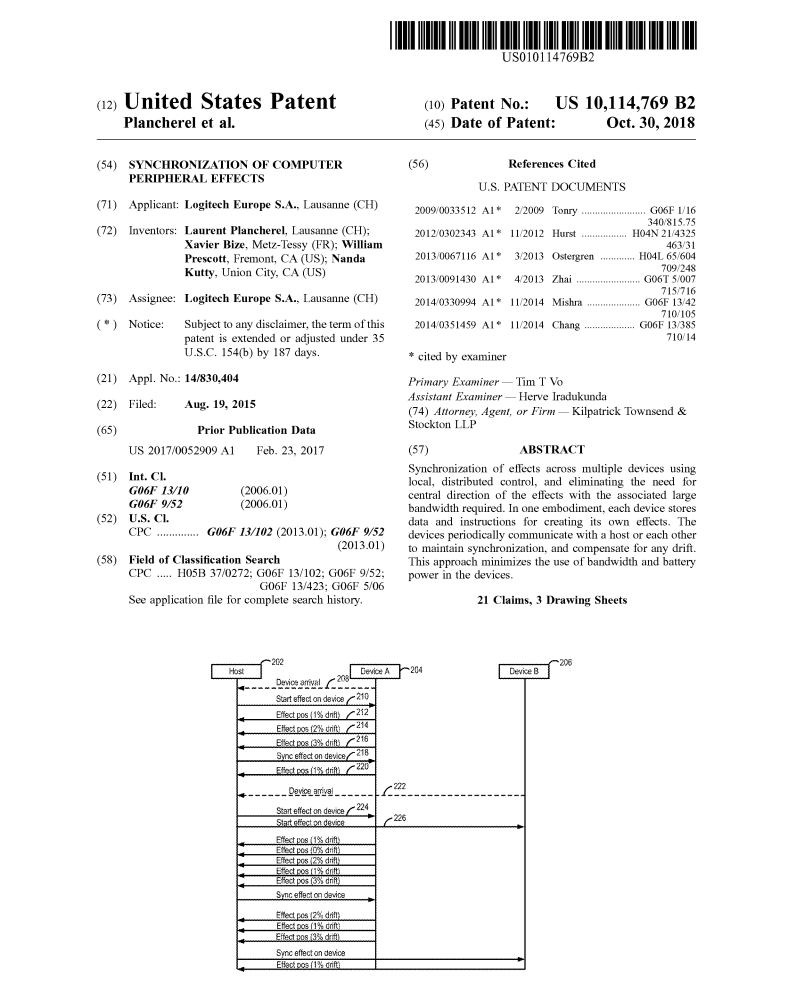 US010114769B2
(12) United States Patent
Plancherel et al.
(10) Patent No.: US 10,114,769 B2
(45) Date of Patent: Oct. 30, 2018
(54) SYNCHRONIZATION OF COMPUTER
PERIPHERAL EFFECTS
(71) Applicant: Logitech Europe S.A., Lausanne (CH)
(72) Inventors: Laurent Plancherel, Lausanne (CH);
Xavier Bize, Metz-Tessy (FR); William
Prescott, Fremont, CA (US); Nanda
Kutty, Union City, CA (US)
(73) Assignee: Logitech Europe S.A., Lausanne (CH)
( * ) Notice: Subject to any disclaimer, the term of this
patent is extended or adjusted under 35
U.S.C. 154(b) by 187 days.
(21) Appl. No.: 14/830,404
(22) Filed: Aug. 19, 2015
(65) Prior Publication Data
US 2017/0052909 A1 Feb. 23, 2017
(51) Int. Cl.
G06F 13/10 (2006.01)
G06F 9/52 (2006.01)
(52) U.S. Cl.
CPC .............. G06F 13/102 (2013.01); G06F 9/52
(2013.01)
(58) Field of Classification Search
CPC ..... H05B 37/0272; G06F 13/102; G06F 9/52;
G06F 13/423; G06F 5/06
See application file for complete search history.
(56) References Cited
U.S. PATENT DOCUMENTS
2009/0033512 A1* 2/2009 Tonry ....................... G06F 1/16
340/815.75
2012/0302343 A1* 11/2012 Hurst ................ H04N 21/4325
463/31
2013/0067116 A1* 3/2013 Ostergren ............ H04L 65/604
709/248
2013/0091430 A1* 4/2013 Zhai ....................... G06T 5/007
715/716
2014/0330994 A1* 11/2014 Mishra ................... G06F 13/42
710/105
2014/0351459 A1* 11/2014 Chang .................. G06F 13/385
710/14
* cited by examiner
Primary Examiner — Tim T Vo
Assistant Examiner — Herve Iradukunda
(74) Attorney, Agent, or Firm — Kilpatrick Townsend &
Stockton LLP
(57) ABSTRACT
Synchronization of effects across multiple devices using
local, distributed control, and eliminating the need for
central direction of the effects with the associated large
bandwidth required. In one embodiment, each device stores
data and instructions for creating its own effects. The
devices periodically communicate with a host or each other
to maintain synchronization, and compensate for any drift.
This approach minimizes the use of bandwidth and battery
power in the devices.
21 Claims, 3 Drawing Sheets
Host 202 Device A 204 Device B 206
Device arrival 208
Start effect on device 210
Effect pos (1% drift) 212
Effect pos (2% drift) 214
Effect pos (3% drift) 216
Sync effect on device 218
Effect pos (1% drift) 220
Device arrival 222
Start effect on device 224
Start effect on device 226
Effect pos (1% drift)
Effect pos (0% drift)
Effect pos (2% drift)
Effect pos (1% drift)
Effect pos (3% drift)
Sync effect on device
Effect pos (2% drift)
Effect pos (1% drift)
Effect pos (3% drift)
Sync effect on device
Effect pos (1% drift)